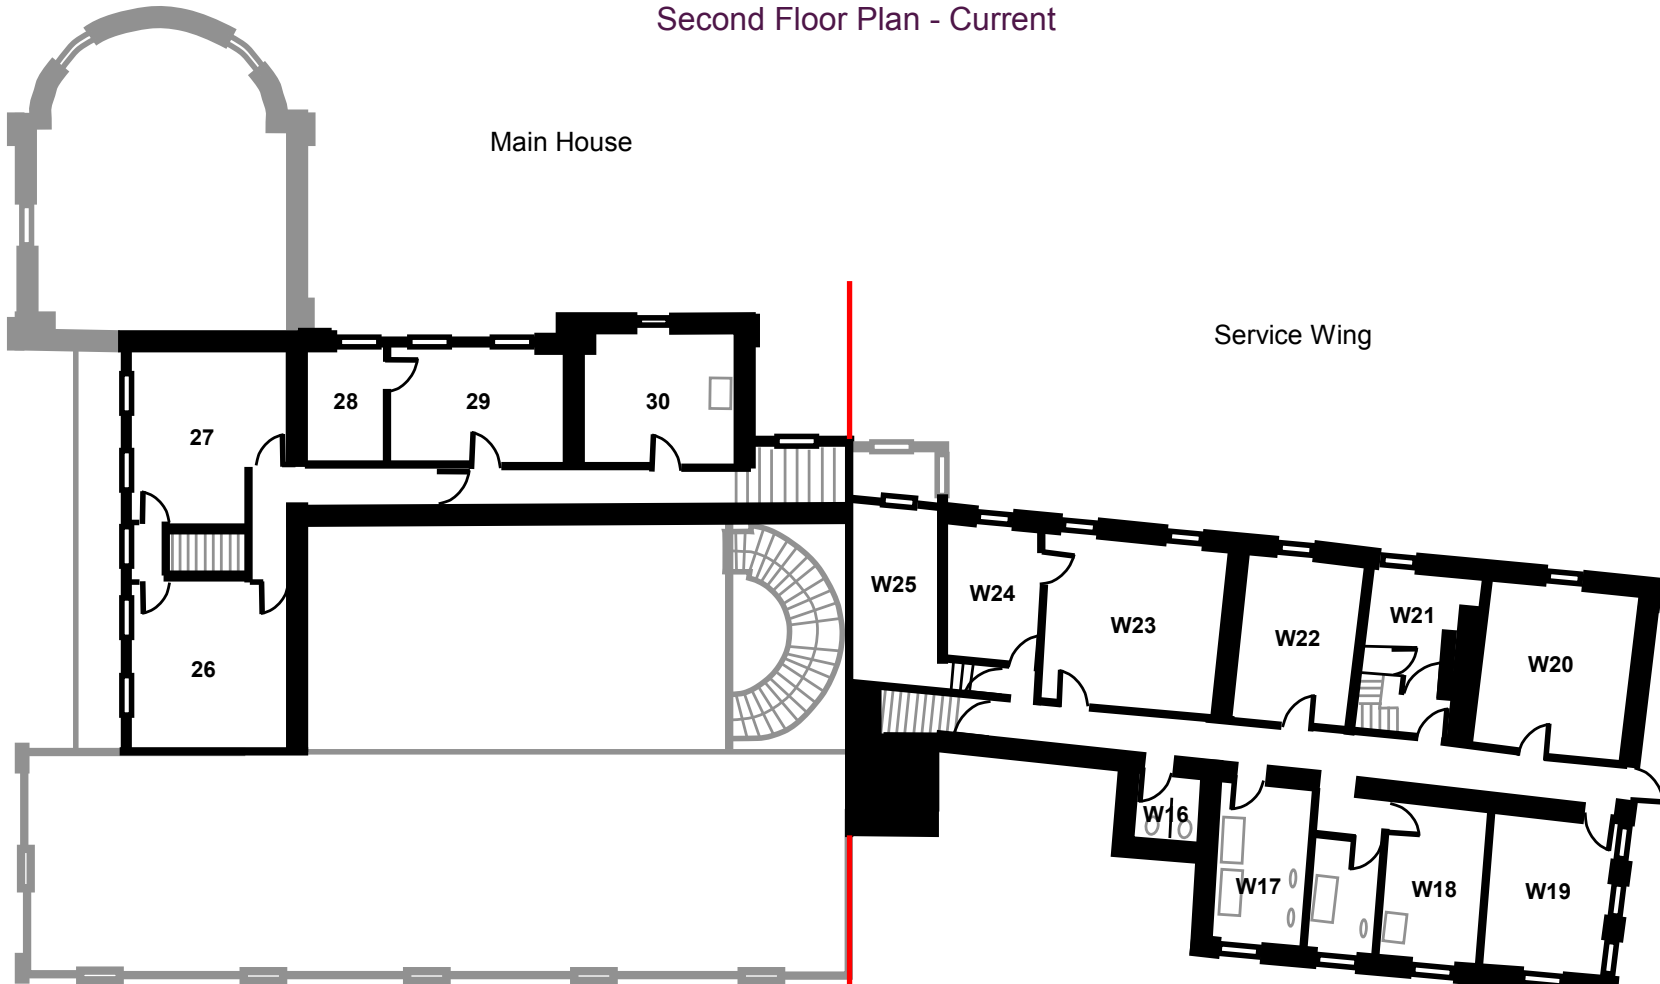 Second Floor Plan - Current
Main House
Service Wing
28
29
30
27
26
W25
W24
W23
W22
W21
W20
W16
W17
W18
W19